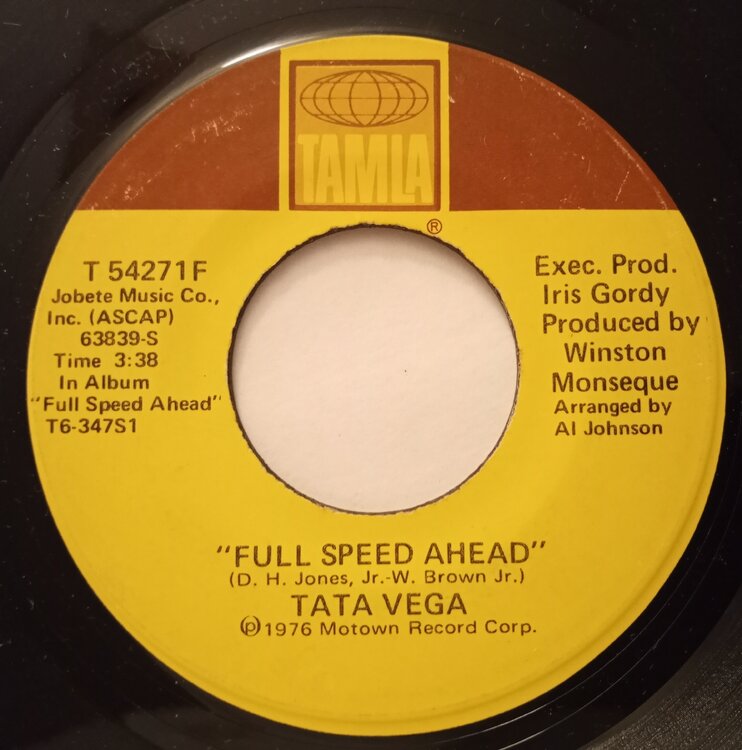 TAMLA
®
T 54271F
Jobete Music Co.,
Inc. (ASCAP)
63839-S
Time 3:38
In Album
"Full Speed Ahead"
T6-347S1
Exec. Prod.
Iris Gordy
Produced by
Winston
Monseque
Arranged by
Al Johnson
"FULL SPEED AHEAD"
(D. H. Jones, Jr.-W. Brown Jr.)
TATA VEGA
℗1976 Motown Record Corp.